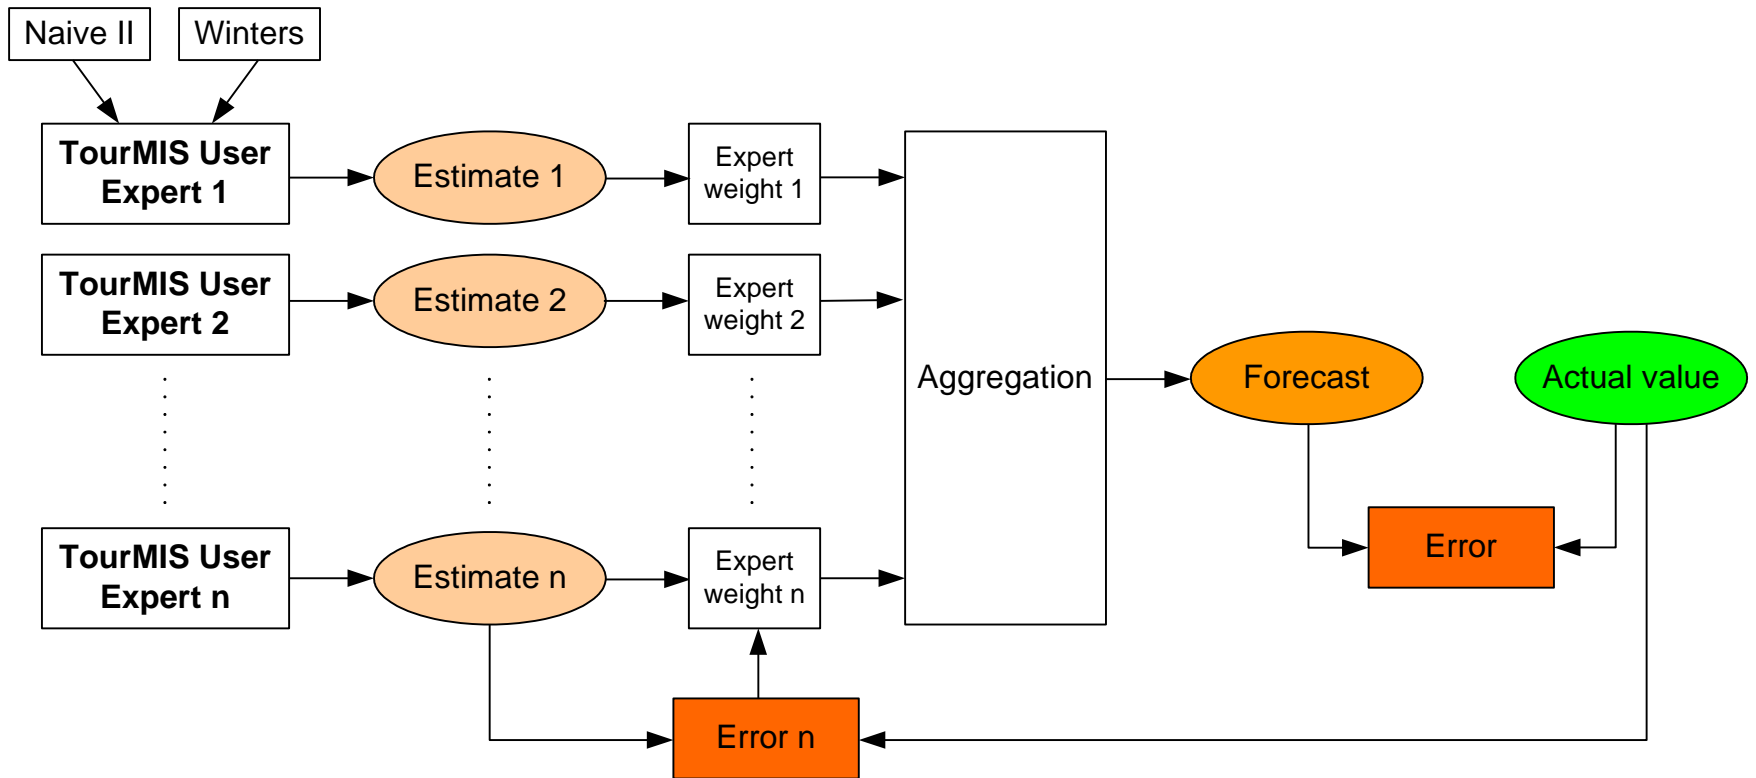 Naive II
Winters
TourMIS User
Expert 1
Estimate 1
Expert
weight 1
TourMIS User
Expert 2
Estimate 2
Expert
weight 2
Aggregation
Forecast
Actual value
Error
TourMIS User
Expert n
Estimate n
Expert
weight n
Error n